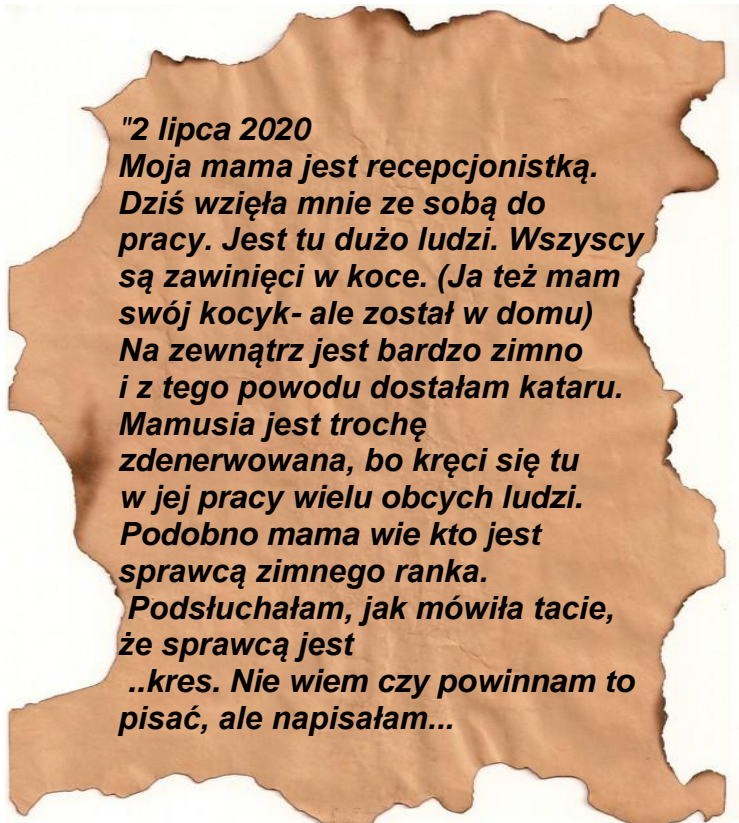 "2 lipca 2020
Moja mama jest recepcjonistką.
Dziś wzięła mnie ze sobą do
pracy. Jest tu dużo ludzi. Wszyscy
są zawinięci w koce. (Ja też mam
swój kocyk- ale został w domu)
Na zewnątrz jest bardzo zimno
i z tego powodu dostałam kataru.
Mamusia jest trochę
zdenerwowana, bo kręci się tu
w jej pracy wielu obcych ludzi.
Podobno mama wie kto jest
sprawcą zimnego ranka.
Podsłuchałam, jak mówiła tacie,
że sprawcą jest
..kres. Nie wiem czy powinnam to
pisać, ale napisałam...